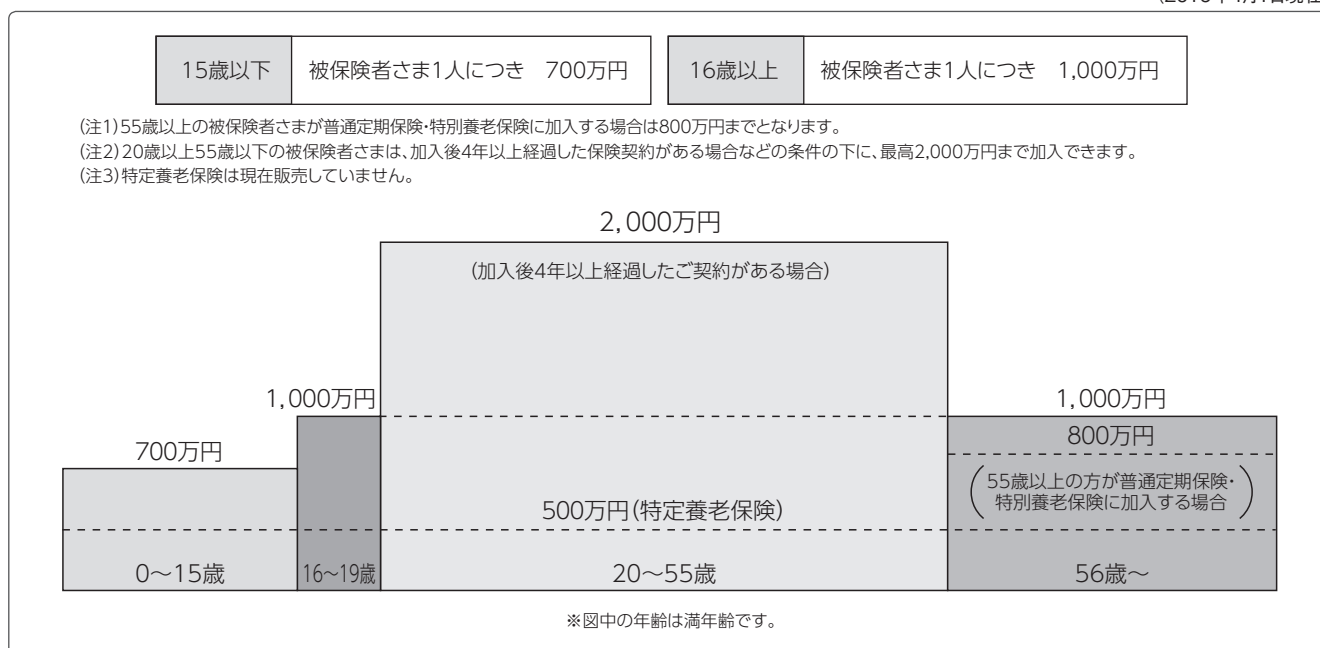 15歳以下 被保険者さま1人につき 700万円 16歳以上 被保険者さま1人につき 1,000万円
(注1)55歳以上の被保険者さまが普通定期保険・特別養老保険に加入する場合は800万円までとなります。
(注2)20歳以上55歳以下の被保険者さまは、加入後4年以上経過した保険契約がある場合などの条件の下に、最高2,000万円まで加入できます。
(注3)特定養老保険は現在販売していません。
2,000万円
(加入後4年以上経過したご契約がある場合)
1,000万円
1,000万円
700万円
800万円
55歳以上の方が普通定期保険・
特別養老保険に加入する場合
500万円(特定養老保険)
0〜15歳 16〜19歳 20〜55歳 56歳〜
※図中の年齢は満年齢です。